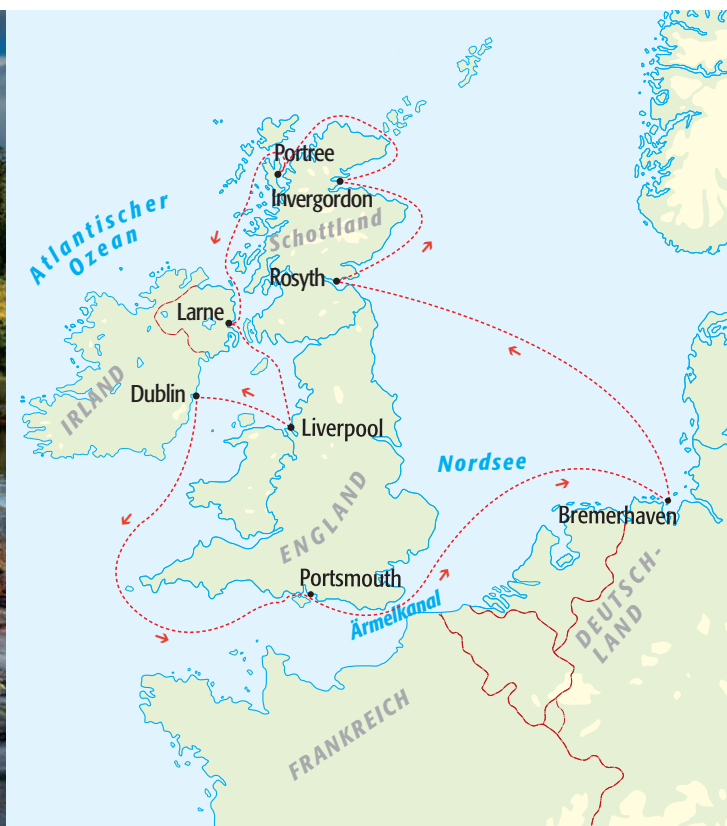 Portree
Invergordon
Schottland
Atlantischer
Ozean
Rosyth
Larne
Dublin
IRLAND
Liverpool
Nordsee
ENGLAND
Bremerhaven
Portsmouth
Ärmelkanal
DEUTSCH-
LAND
FRANKREICH